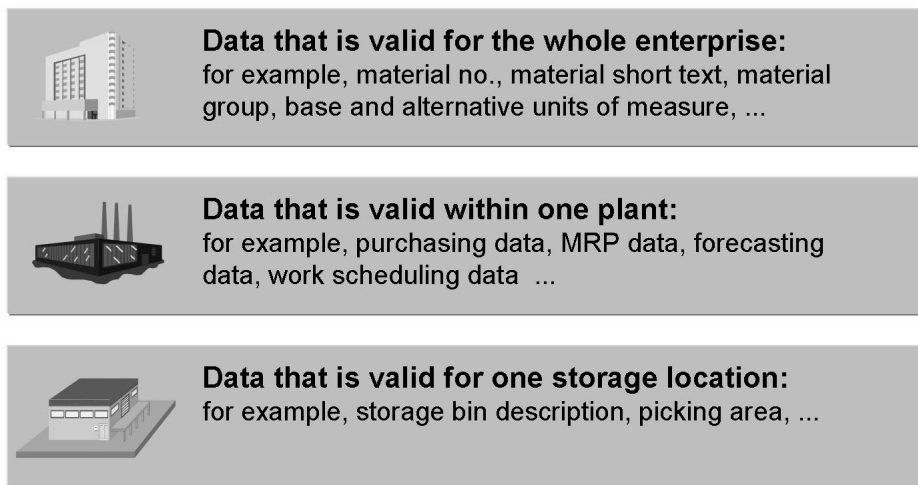 Data that is valid for the whole enterprise:
for example, material no., material short text, material
group, base and alternative units of measure, ...
Data that is valid within one plant:
for example, purchasing data, MRP data, forecasting
data, work scheduling data ...
Data that is valid for one storage location:
for example, storage bin description, picking area, ...